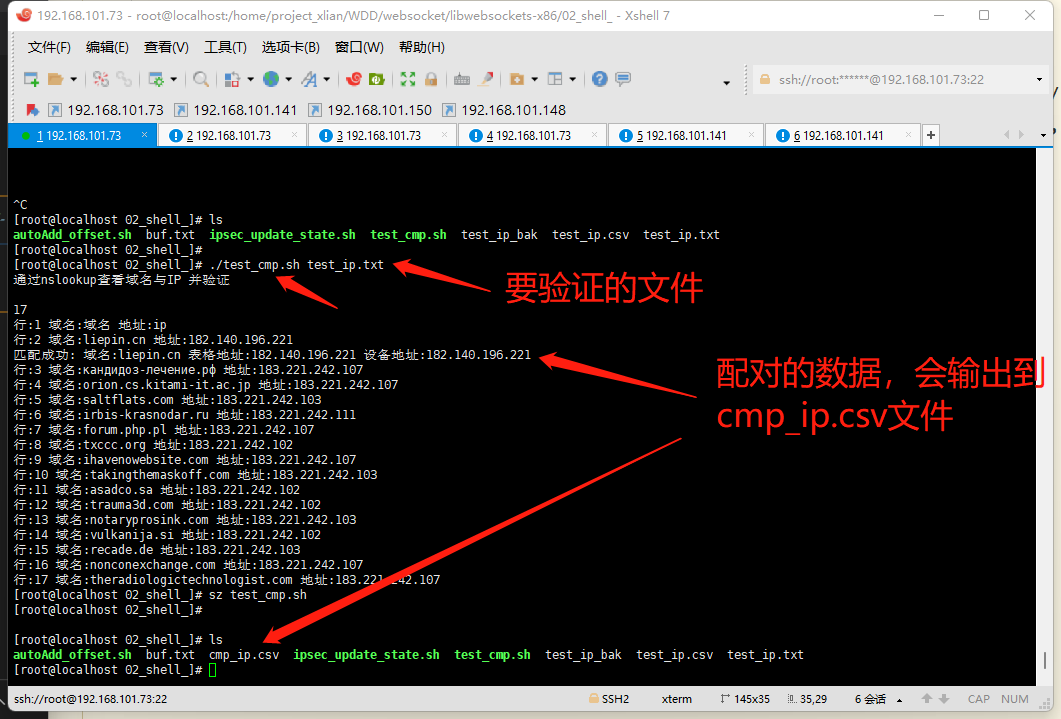 192.168.101.73 - root@localhost:/home/project_xlian/WDD/websocket/libwebsockets-x86/02_shell_ - Xshell 7
文件(F) 编辑(E) 查看(V) 工具(T) 选项卡(B) 窗口(W) 帮助(H)
ssh://root:******@192.168.101.73:22
192.168.101.73 192.168.101.141 192.168.101.150 192.168.101.148
1 192.168.101.73 × 2 192.168.101.73 × 3 192.168.101.73 × 4 192.168.101.73 × 5 192.168.101.141 × 6 192.168.101.141 × +
^C
[root@localhost 02_shell_]# ls
autoAdd_offset.sh buf.txt ipsec_update_state.sh test_cmp.sh test_ip_bak test_ip.csv test_ip.txt
[root@localhost 02_shell_]#
[root@localhost 02_shell_]# ./test_cmp.sh test_ip.txt
通过nslookup查看域名与IP 并验证
要验证的文件
17
行:1 域名:域名 地址:ip
行:2 域名:liepin.cn 地址:182.140.196.221
匹配成功: 域名:liepin.cn 表格地址:182.140.196.221 设备地址:182.140.196.221
行:3 域名:кандидоз-лечение.рф 地址:183.221.242.107
行:4 域名:orion.cs.kitami-it.ac.jp 地址:183.221.242.107
行:5 域名:saltflats.com 地址:183.221.242.103
行:6 域名:irbis-krasnodar.ru 地址:183.221.242.111
行:7 域名:forum.php.pl 地址:183.221.242.107
行:8 域名:txccc.org 地址:183.221.242.102
行:9 域名:ihavenowebsite.com 地址:183.221.242.107
行:10 域名:takingthemaskoff.com 地址:183.221.242.103
行:11 域名:asadco.sa 地址:183.221.242.102
行:12 域名:trauma3d.com 地址:183.221.242.102
行:13 域名:notaryprosink.com 地址:183.221.242.103
行:14 域名:vulkanija.si 地址:183.221.242.102
行:15 域名:recade.de 地址:183.221.242.103
行:16 域名:nonconexchange.com 地址:183.221.242.107
行:17 域名:theradiologictechnologist.com 地址:183.221.242.107
配对的数据，会输出到
cmp_ip.csv文件
[root@localhost 02_shell_]# sz test_cmp.sh
[root@localhost 02_shell_]#
[root@localhost 02_shell_]# ls
autoAdd_offset.sh buf.txt cmp_ip.csv ipsec_update_state.sh test_cmp.sh test_ip_bak test_ip.csv test_ip.txt
[root@localhost 02_shell_]#
ssh://root@192.168.101.73:22 SSH2 xterm 145x35 35,29 6 会话 CAP NUM